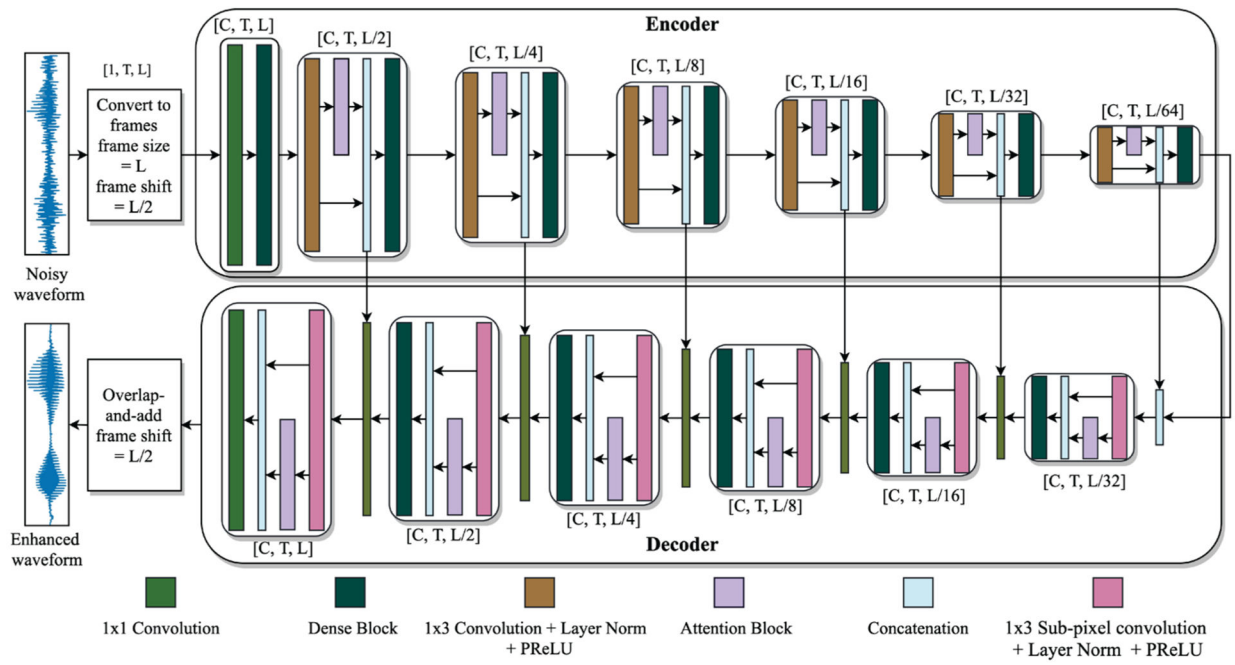 Encoder
[C, T, L]
[C, T, L/2]
[C, T, L/4]
[C, T, L/8]
[C, T, L/16]
[C, T, L/32]
[C, T, L/64]
[1, T, L]
Convert to
frames
frame size
= L
frame shift
= L/2
Noisy
waveform
Overlap-
and-add
frame shift
= L/2
Enhanced
waveform
[C, T, L]
[C, T, L/2]
[C, T, L/4]
[C, T, L/8]
[C, T, L/16]
[C, T, L/32]
Decoder
1x1 Convolution
Dense Block
1x3 Convolution + Layer Norm
+ PReLU
Attention Block
Concatenation
1x3 Sub-pixel convolution
+ Layer Norm + PReLU